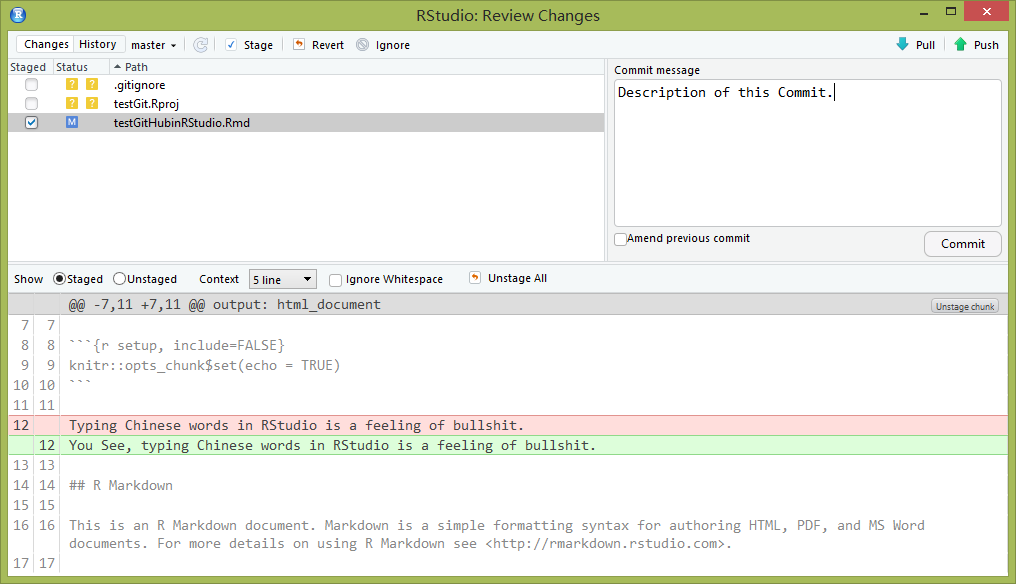 RStudio: Review Changes
Changes History master Stage Revert Ignore Pull Push
Staged Status Path
? ? .gitignore
? ? testGit.Rproj
M testGitHubinRStudio.Rmd
Commit message
Description of this Commit.
Amend previous commit
Commit
Show Staged Unstaged Context 5 line Ignore Whitespace Unstage All
@@ -7,11 +7,11 @@ output: html_document Unstage chunk
7 7
8 8 ```{r setup, include=FALSE}
9 9 knitr::opts_chunk$set(echo = TRUE)
10 10 ```
11 11
12 Typing Chinese words in RStudio is a feeling of bullshit.
12 You See, typing Chinese words in RStudio is a feeling of bullshit.
13 13
14 14 ## R Markdown
15 15
16 16 This is an R Markdown document. Markdown is a simple formatting syntax for authoring HTML, PDF, and MS Word
documents. For more details on using R Markdown see <http://rmarkdown.rstudio.com>.
17 17